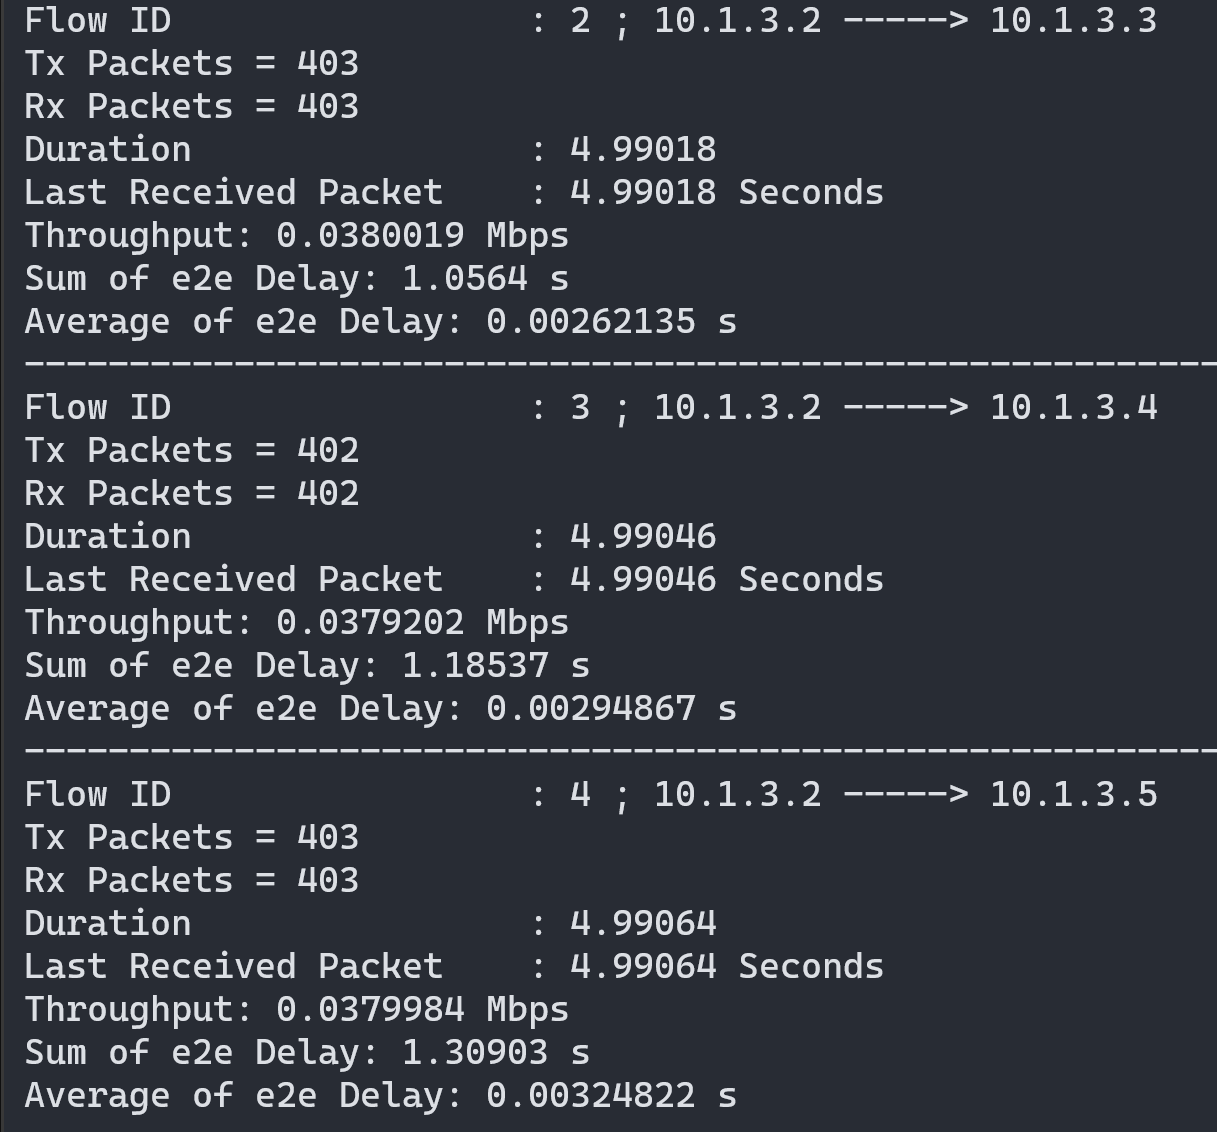 Flow ID                 : 2 ; 10.1.3.2 -----> 10.1.3.3
Tx Packets = 403
Rx Packets = 403
Duration                : 4.99018
Last Received Packet    : 4.99018 Seconds
Throughput: 0.0380019 Mbps
Sum of e2e Delay: 1.0564 s
Average of e2e Delay: 0.00262135 s
---------------------------------------------------------
Flow ID                 : 3 ; 10.1.3.2 -----> 10.1.3.4
Tx Packets = 402
Rx Packets = 402
Duration                : 4.99046
Last Received Packet    : 4.99046 Seconds
Throughput: 0.0379202 Mbps
Sum of e2e Delay: 1.18537 s
Average of e2e Delay: 0.00294867 s
---------------------------------------------------------
Flow ID                 : 4 ; 10.1.3.2 -----> 10.1.3.5
Tx Packets = 403
Rx Packets = 403
Duration                : 4.99064
Last Received Packet    : 4.99064 Seconds
Throughput: 0.0379984 Mbps
Sum of e2e Delay: 1.30903 s
Average of e2e Delay: 0.00324822 s